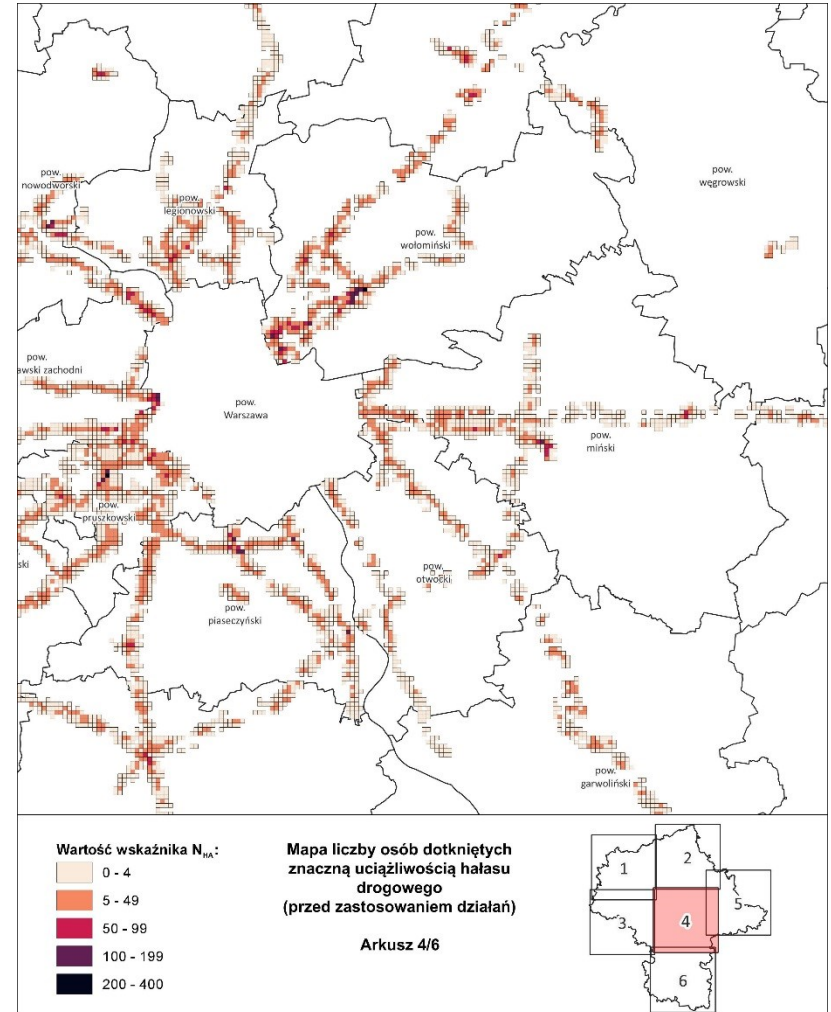 pow.
nowodworski
pow.
legionowski
pow.
wołomiński
pow.
węgrowski
pow.
awski zachodni
pow.
Warszawa
pow.
miński
pow.
pruszkowski
ski
pow.
otwocki
pow.
piaseczyński
pow.
garwoliński
Wartość wskaźnika N_HA:
0 - 4
5 - 49
50 - 99
100 - 199
200 - 400
Mapa liczby osób dotkniętych
znaczną uciążliwością hałasu
drogowego
(przed zastosowaniem działań)
Arkusz 4/6
1
2
3
4
5
6